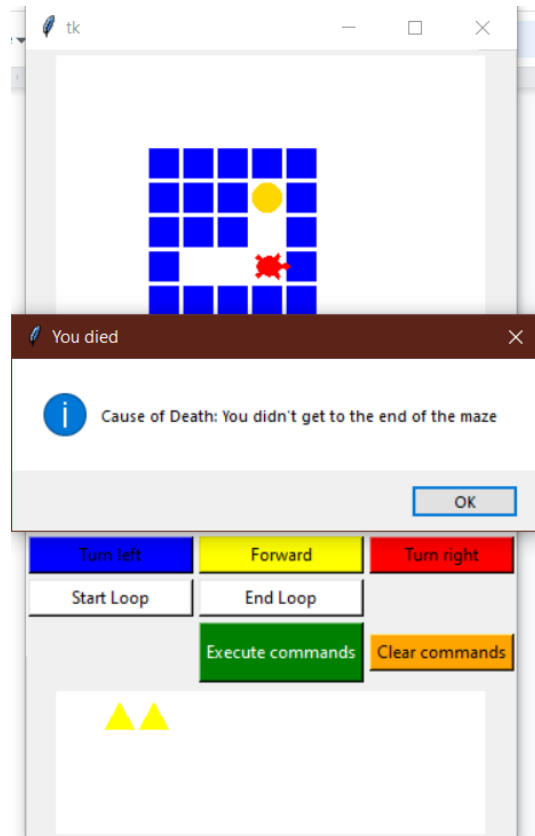 tk
You died
Cause of Death: You didn't get to the end of the maze
OK
Turn left
Forward
Turn right
Start Loop
End Loop
Execute commands
Clear commands